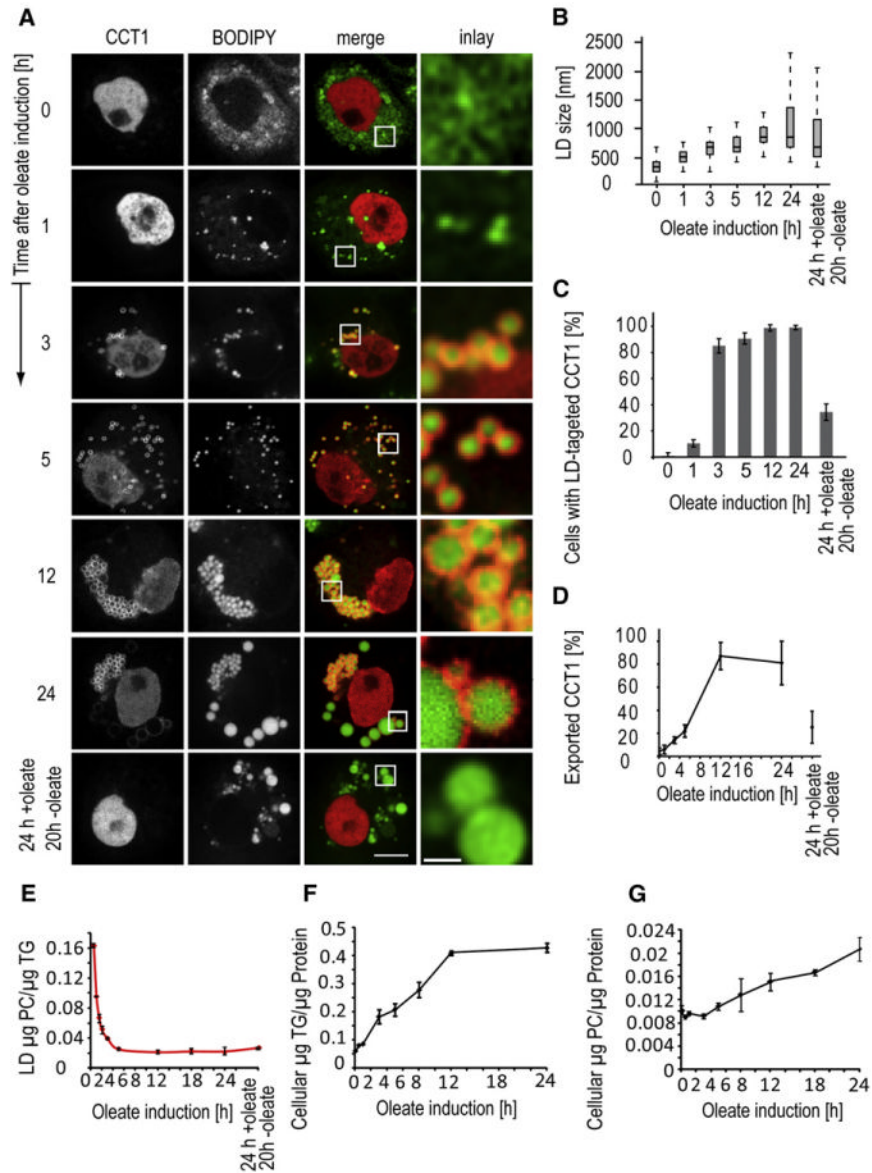 A
CCT1 BODIPY merge inlay
Time after oleate induction [h]
0
1
3
5
12
24
24 h +oleate
20h -oleate
B
LD size [nm]
2500
2000
1500
1000
500
0
0 1 3 5 12 24 24 h +oleate
20h -oleate
Oleate induction [h]
C
Cells with LD-tageted CCT1 [%]
100
80
60
40
20
0
0 1 3 5 12 24 24 h +oleate
20h -oleate
Oleate induction [h]
D
Exported CCT1 [%]
100
80
60
40
20
0
0 4 8 12 16 24 24 h +oleate
20h -oleate
Oleate induction [h]
E
LD µg PC/µg TG
0.16
0.12
0.08
0.04
0
0 2 4 6 8 12 18 24 24 h +oleate
20h -oleate
Oleate induction [h]
F
Cellular µg TG/µg Protein
0.5
0.4
0.3
0.2
0.1
0
0 2 4 6 8 12 24
Oleate induction [h]
G
Cellular µg PC/µg Protein
0.024
0.02
0.016
0.012
0.008
0.004
0
0 2 4 6 8 12 18 24
Oleate induction [h]